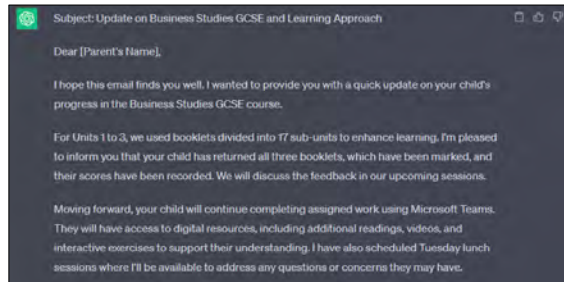 Subject: Update on Business Studies GCSE and Learning Approach
Dear [Parent's Name],
I hope this email finds you well. I wanted to provide you with a quick update on your child's
progress in the Business Studies GCSE course.
For Units 1 to 3, we used booklets divided into 17 sub-units to enhance learning. I'm pleased
to inform you that your child has returned all three booklets, which have been marked, and
their scores have been recorded. We will discuss the feedback in our upcoming sessions.
Moving forward, your child will continue completing assigned work using Microsoft Teams.
They will have access to digital resources, including additional readings, videos, and
interactive exercises to support their understanding. I have also scheduled Tuesday lunch
sessions where I'll be available to address any questions or concerns they may have.